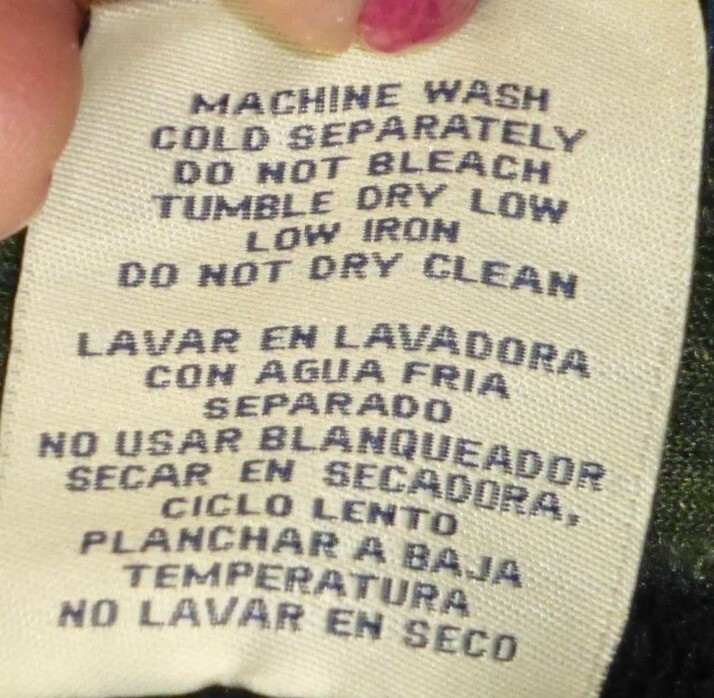 MACHINE WASH
COLD SEPARATELY
DO NOT BLEACH
TUMBLE DRY LOW
LOW IRON
DO NOT DRY CLEAN
LAVAR EN LAVADORA
CON AGUA FRIA
SEPARADO
NO USAR BLANQUEADOR
SECAR EN SECADORA,
CICLO LENTO
PLANCHAR A BAJA
TEMPERATURA
NO LAVAR EN SECO